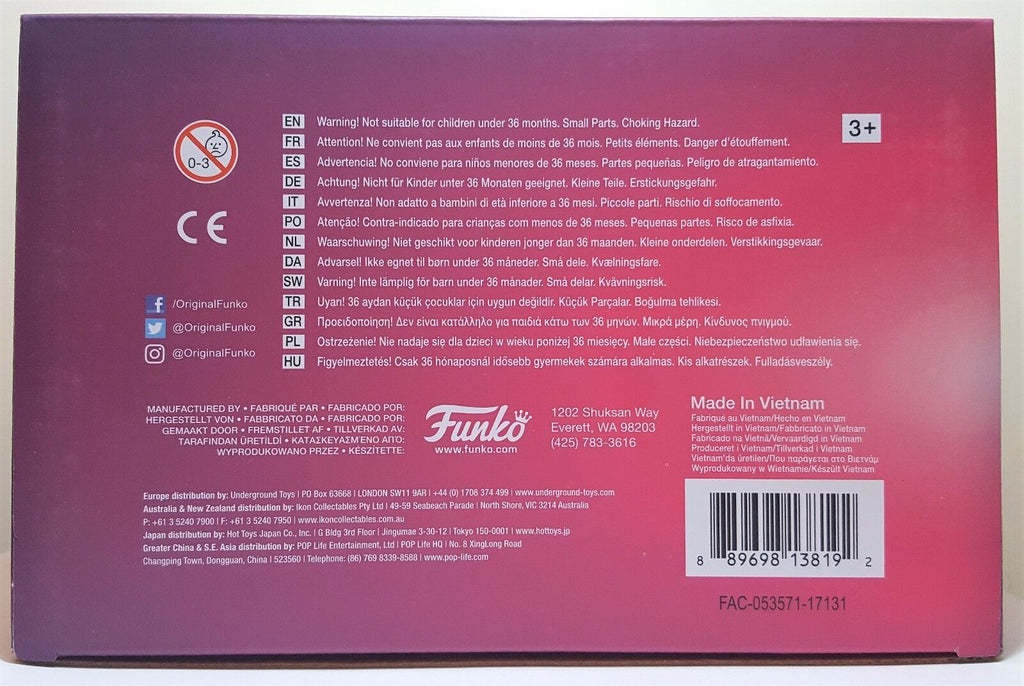 0-3
CE
EN Warning! Not suitable for children under 36 months. Small Parts. Choking Hazard.
3+
FR Attention! Ne convient pas aux enfants de moins de 36 mois. Petits éléments. Danger d'étouffement.
ES Advertencia! No conviene para niños menores de 36 meses. Partes pequeñas. Peligro de atragantamiento.
DE Achtung! Nicht für Kinder unter 36 Monaten geeignet. Kleine Teile. Erstickungsgefahr.
IT Avvertenza! Non adatto a bambini di età inferiore a 36 mesi. Piccole parti. Rischio di soffocamento.
PO Atenção! Contra-indicado para crianças com menos de 36 meses. Pequenas partes. Risco de asfixia.
NL Waarschuwing! Niet geschikt voor kinderen jonger dan 36 maanden. Kleine onderdelen. Verstikkingsgevaar.
DA Advarsel! Ikke egnet til børn under 36 måneder. Små dele. Kvælningsfare.
SW Varning! Inte lämplig för barn under 36 månader. Små delar. Kvävningsrisk.
TR Uyarı! 36 aydan Küçük çocuklar için uygun değildir. Küçük Parçalar. Boğulma tehlikesi.
GR Προειδοποίηση! Δεν είναι κατάλληλο για παιδιά κάτω των 36 μηνών. Μικρά μέρη. Κίνδυνος πνιγμού.
PL Ostrzeżenie! Nie nadaje się dla dzieci w wieku poniżej 36 miesięcy. Małe części. Niebezpieczeństwo udławienia się.
HU Figyelmeztetés! Csak 36 hónaposnál idősebb gyermekek számára alkalmas. Kis alkatrészek. Fulladásveszély.
/OriginalFunko
@OriginalFunko
@OriginalFunko
MANUFACTURED BY • FABRIQUÉ PAR • FABRICADO POR:
HERGESTELLT VON • FABBRICATO DA • FABRICADO POR:
GEMAAKT DOOR • FREMSTILLET AF • TILLVERKAD AV:
TARAFINDAN ÜRETİLDİ • ΚΑΤΑΣΚΕΥΑΣΜΕΝΟ ΑΠΟ:
WYPRODUKOWANO PRZEZ • KÉSZÍTETTE:
Funko
www.funko.com
1202 Shuksan Way
Everett, WA 98203
(425) 783-3616
Made In Vietnam
Fabriqué au Vietnam/Hecho en Vietnam
Hergestellt in Vietnam/Fabbricato in Vietnam
Fabricado na Vietnã/Vervaardigd in Vietnam
Produceret i Vietnam/Tillverkad i Vietnam
Vietnam'da üretilen/Που παράγεται στο Βιετνάμ
Wyprodukowany w Wietnamie/Készült Vietnam
Europe distribution by: Underground Toys | PO Box 63668 | LONDON SW11 9AR | +44 (0) 1708 374 499 | www.underground-toys.com
Australia & New Zealand distribution by: Ikon Collectables Pty Ltd | 49-59 Seabeach Parade | North Shore, VIC 3214 Australia
P: +61 3 5240 7900 | F: +61 3 5240 7950 | www.ikoncollectables.com.au
Japan distribution by: Hot Toys Japan Co., Inc. | G Bldg 3rd Floor | Jingumae 3-30-12 | Tokyo 150-0001 | www.hottoys.jp
Greater China & S.E. Asia distribution by: POP Life Entertainment, Ltd | POP Life HQ | No. 8 XingLong Road
Changping Town, Dongguan, China | 523560 | Telephone: (86) 769 8339-8588 | www.pop-life.com
8 89698 13819 2
FAC-053571-17131